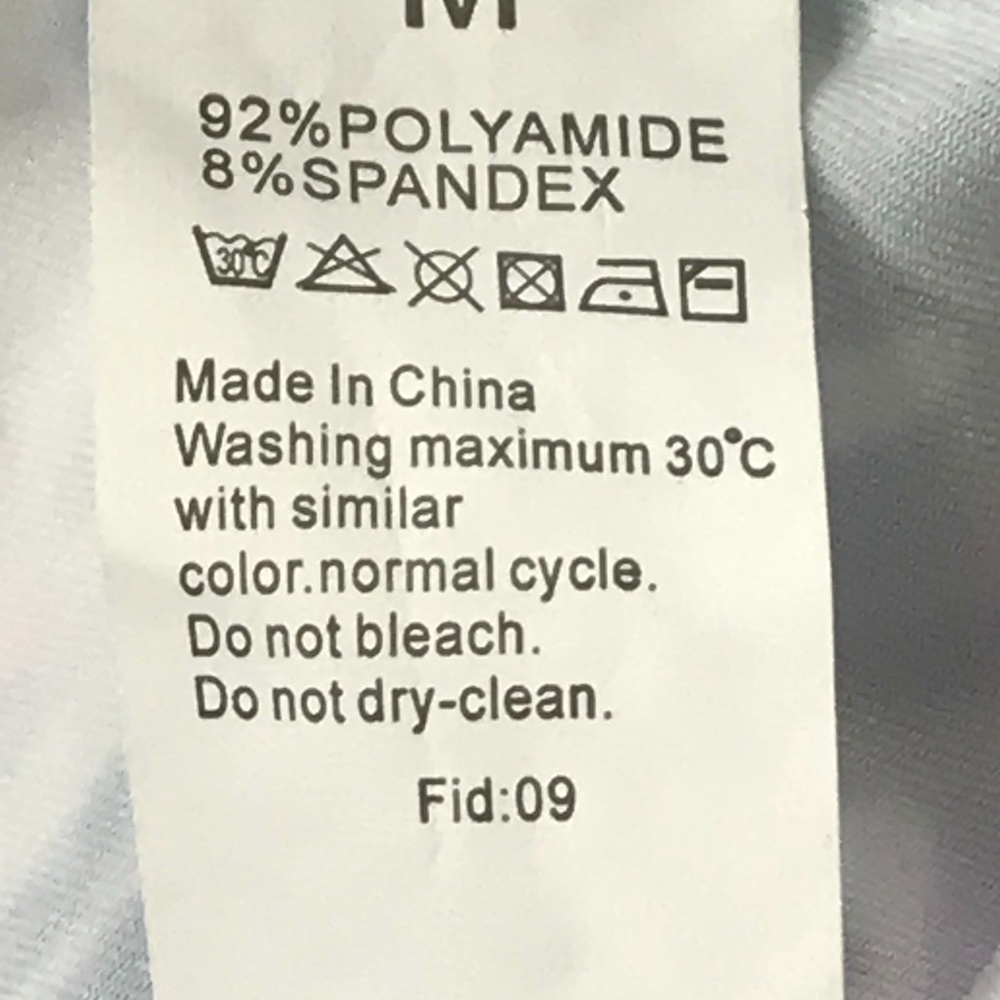 M
92%POLYAMIDE
8%SPANDEX
30°C
Made In China
Washing maximum 30°C
with similar
color.normal cycle.
Do not bleach.
Do not dry-clean.
Fid:09